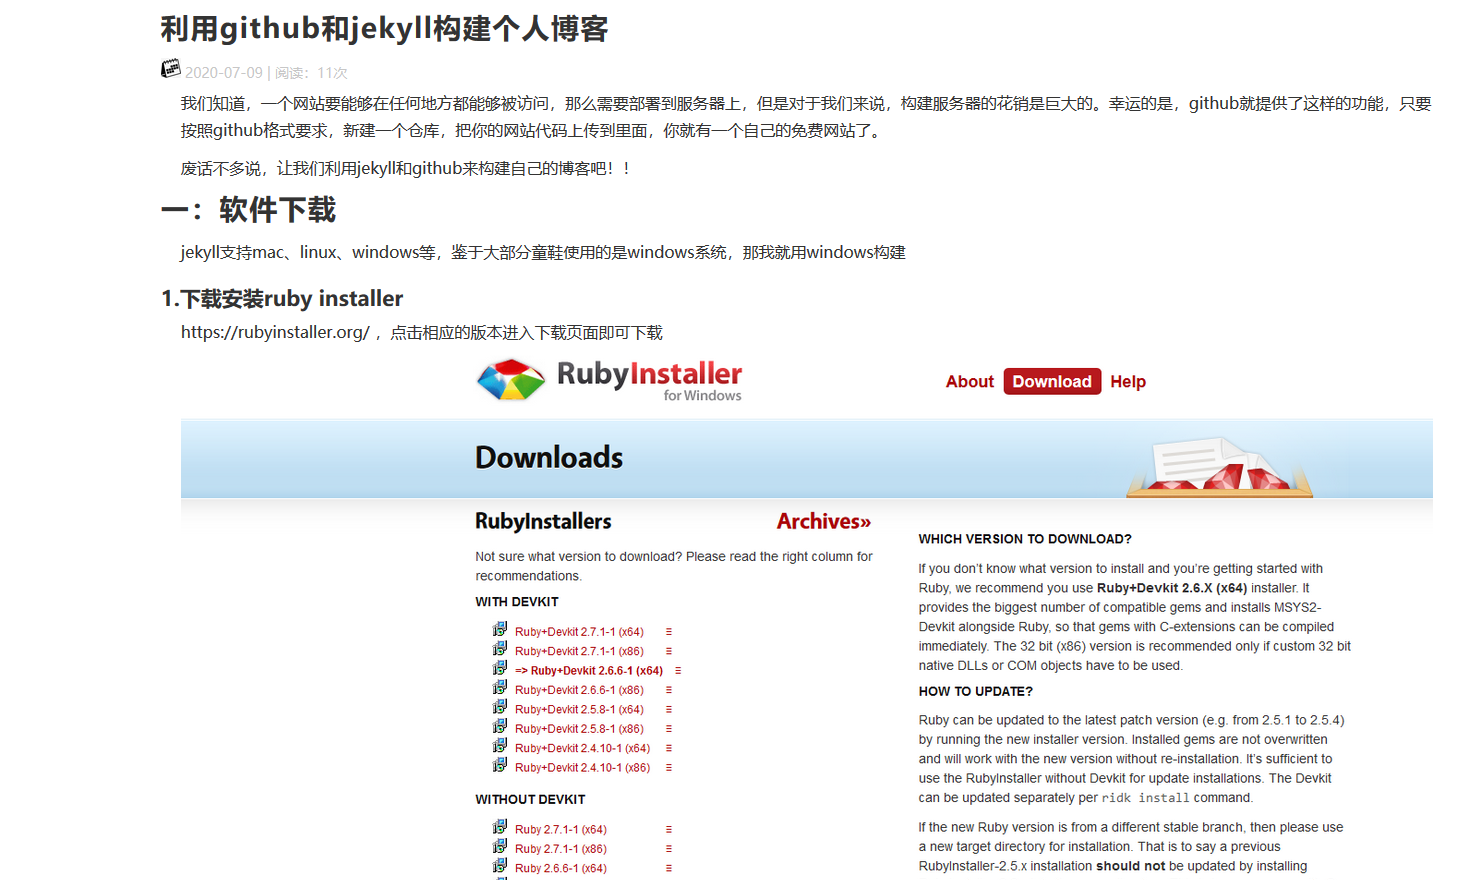 利用github和jekyll构建个人博客
2020-07-09 | 阅读：11次
我们知道，一个网站要能够在任何地方都能够被访问，那么需要部署到服务器上，但是对于我们来说，构建服务器的花销是巨大的。幸运的是，github就提供了这样的功能，只要
按照github格式要求，新建一个仓库，把你的网站代码上传到里面，你就有一个自己的免费网站了。
废话不多说，让我们利用jekyll和github来构建自己的博客吧！！
一：软件下载
jekyll支持mac、linux、windows等，鉴于大部分童鞋使用的是windows系统，那我就用windows构建
1.下载安装ruby installer
https://rubyinstaller.org/ ，点击相应的版本进入下载页面即可下载
RubyInstaller
for Windows
About Download Help
Downloads
RubyInstallers Archives»
Not sure what version to download? Please read the right column for
recommendations.
WITH DEVKIT
Ruby+Devkit 2.7.1-1 (x64)
Ruby+Devkit 2.7.1-1 (x86)
=> Ruby+Devkit 2.6.6-1 (x64)
Ruby+Devkit 2.6.6-1 (x86)
Ruby+Devkit 2.5.8-1 (x64)
Ruby+Devkit 2.5.8-1 (x86)
Ruby+Devkit 2.4.10-1 (x64)
Ruby+Devkit 2.4.10-1 (x86)
WITHOUT DEVKIT
Ruby 2.7.1-1 (x64)
Ruby 2.7.1-1 (x86)
Ruby 2.6.6-1 (x64)
WHICH VERSION TO DOWNLOAD?
If you don’t know what version to install and you’re getting started with
Ruby, we recommend you use Ruby+Devkit 2.6.X (x64) installer. It
provides the biggest number of compatible gems and installs MSYS2-
Devkit alongside Ruby, so that gems with C-extensions can be compiled
immediately. The 32 bit (x86) version is recommended only if custom 32 bit
native DLLs or COM objects have to be used.
HOW TO UPDATE?
Ruby can be updated to the latest patch version (e.g. from 2.5.1 to 2.5.4)
by running the new installer version. Installed gems are not overwritten
and will work with the new version without re-installation. It’s sufficient to
use the RubyInstaller without Devkit for update installations. The Devkit
can be updated separately per ridk install command.
If the new Ruby version is from a different stable branch, then please use
a new target directory for installation. That is to say a previous
RubyInstaller-2.5.x installation should not be updated by installing